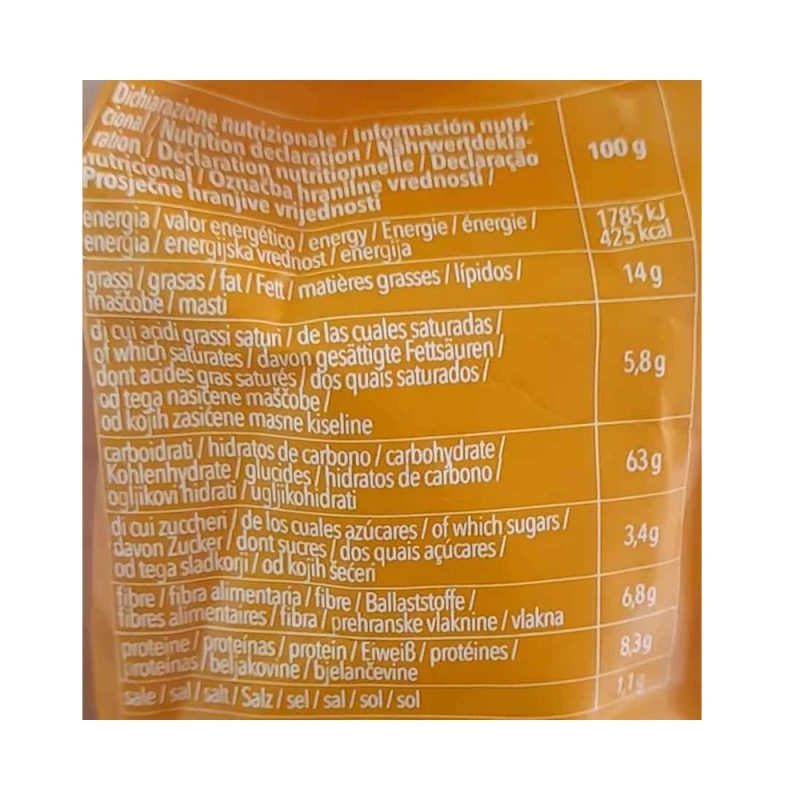 Dichiarazione nutrizionale / Información nutri-
cional / Nutrition declaration / Nährwertdekla-
ration / Déclaration nutritionnelle / Declaração
nutricional / Označba hranilne vrednosti /
Prosječne hranjive vrijednosti
100 g
energia / valor energético / energy / Energie / énergie /
energia / energijska vrednost / energija
1785 kJ
425 kcal
grassi / grasas / fat / Fett / matières grasses / lípidos /
maščobe / masti
14 g
di cui acidi grassi saturi / de las cuales saturadas /
of which saturates / davon gesättigte Fettsäuren /
dont acides gras saturés / dos quais saturados /
od tega nasičene maščobe /
od kojih zasićene masne kiseline
5,8 g
carboidrati / hidratos de carbono / carbohydrate /
Kohlenhydrate / glucides / hidratos de carbono /
ogljikovi hidrati / ugljikohidrati
63 g
di cui zuccheri / de los cuales azúcares / of which sugars /
davon Zucker / dont sucres / dos quais açúcares /
od tega sladkorji / od kojih šećeri
3,4 g
fibre / fibra alimentaria / fibre / Ballaststoffe /
fibres alimentaires / fibra / prehranske vlaknine / vlakna
6,8 g
proteine / proteínas / protein / Eiweiß / protéines /
proteínas / beljakovine / bjelančevine
8,3 g
sale / sal / salt / Salz / sel / sal / sol / sol
1,1 g